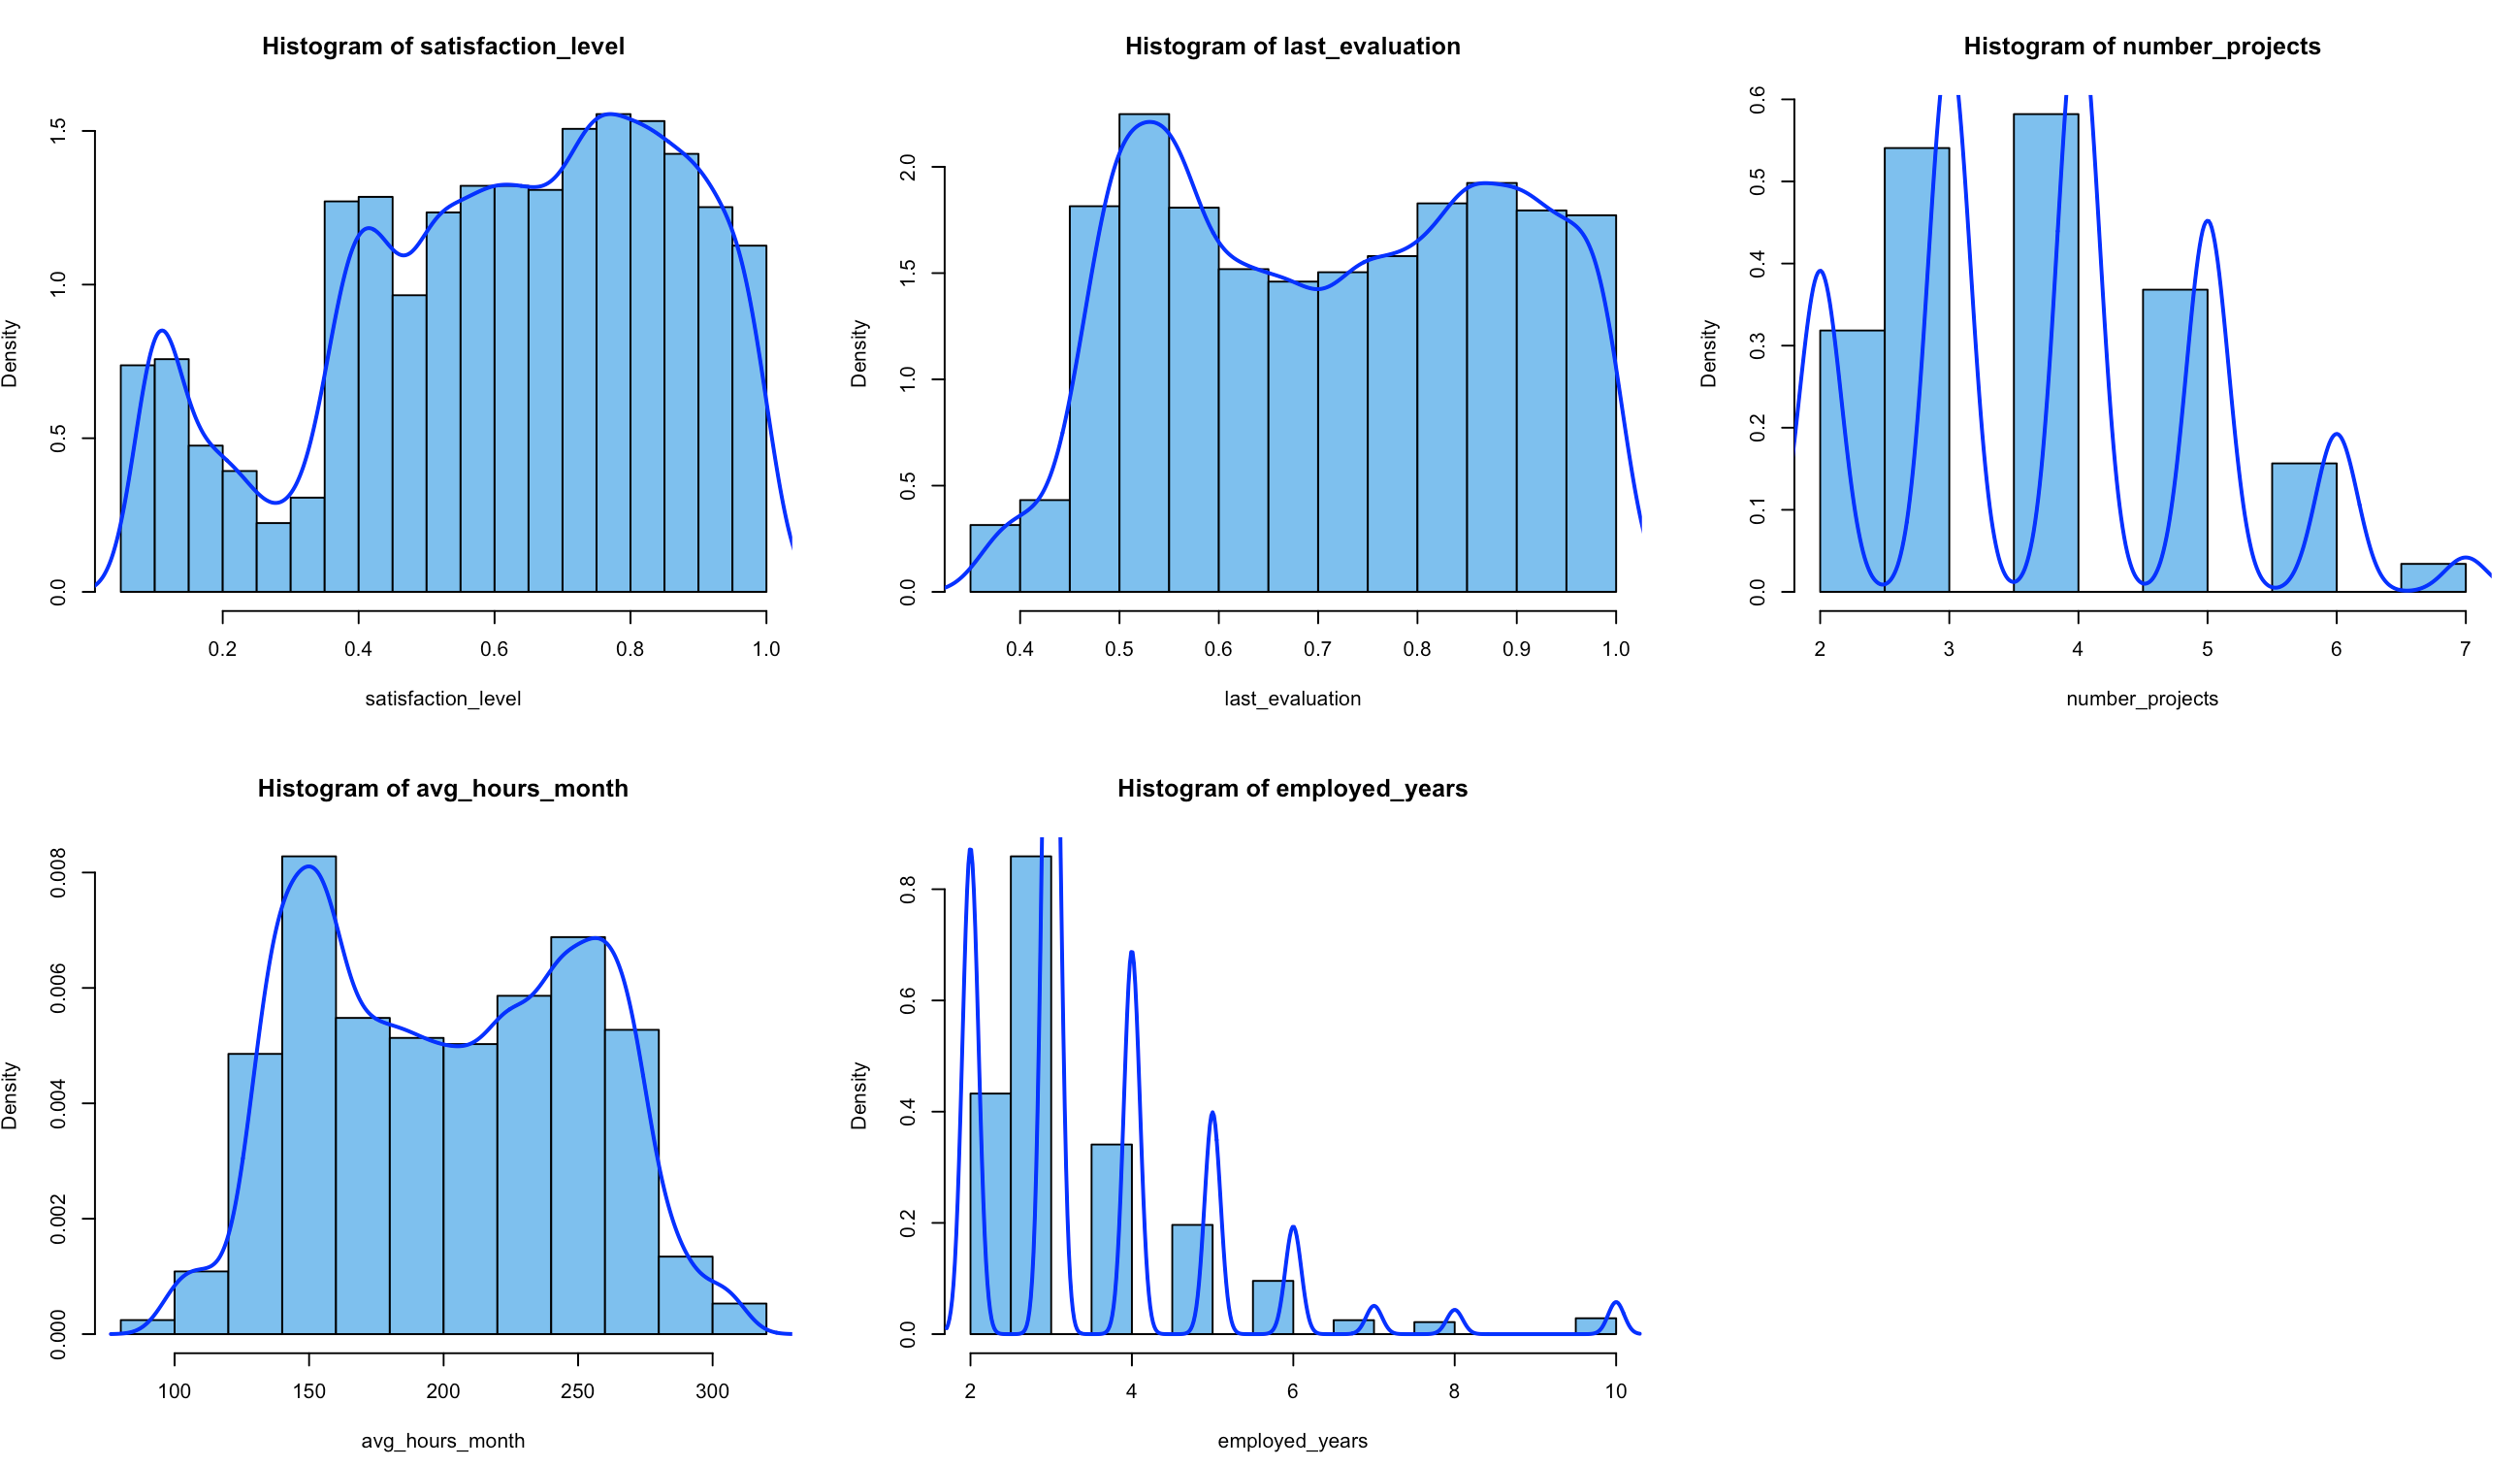 Histogram of satisfaction_level
Density
0.0 0.5 1.0 1.5
0.2 0.4 0.6 0.8 1.0
satisfaction_level
Histogram of last_evaluation
Density
0.0 0.5 1.0 1.5 2.0
0.4 0.5 0.6 0.7 0.8 0.9 1.0
last_evaluation
Histogram of number_projects
Density
0.0 0.1 0.2 0.3 0.4 0.5 0.6
2 3 4 5 6 7
number_projects
Histogram of avg_hours_month
Density
0.000 0.002 0.004 0.006 0.008
100 150 200 250 300
avg_hours_month
Histogram of employed_years
Density
0.0 0.2 0.4 0.6 0.8
2 4 6 8 10
employed_years